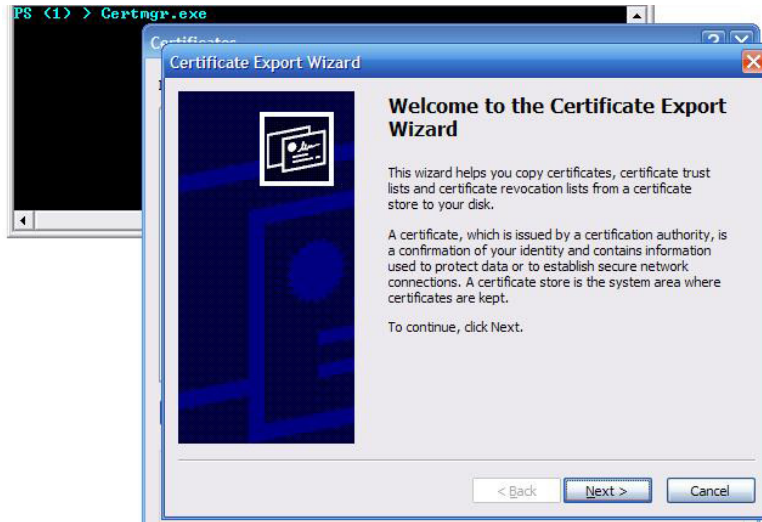 PS (1) > Certmgr.exe
Certificates
Certificate Export Wizard
Welcome to the Certificate Export
Wizard
This wizard helps you copy certificates, certificate trust
lists and certificate revocation lists from a certificate
store to your disk.
A certificate, which is issued by a certification authority, is
a confirmation of your identity and contains information
used to protect data or to establish secure network
connections. A certificate store is the system area where
certificates are kept.
To continue, click Next.
< Back
Next >
Cancel